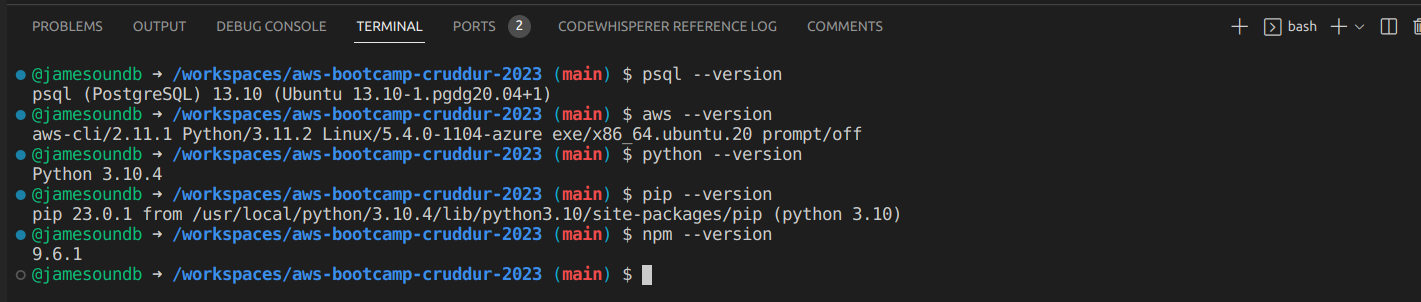 PROBLEMS OUTPUT DEBUG CONSOLE TERMINAL PORTS 2 CODEWHISPERER REFERENCE LOG COMMENTS bash
@jamesoundb ➜ /workspaces/aws-bootcamp-cruddur-2023 (main) $ psql --version
psql (PostgreSQL) 13.10 (Ubuntu 13.10-1.pgdg20.04+1)
@jamesoundb ➜ /workspaces/aws-bootcamp-cruddur-2023 (main) $ aws --version
aws-cli/2.11.1 Python/3.11.2 Linux/5.4.0-1104-azure exe/x86_64.ubuntu.20 prompt/off
@jamesoundb ➜ /workspaces/aws-bootcamp-cruddur-2023 (main) $ python --version
Python 3.10.4
@jamesoundb ➜ /workspaces/aws-bootcamp-cruddur-2023 (main) $ pip --version
pip 23.0.1 from /usr/local/python/3.10.4/lib/python3.10/site-packages/pip (python 3.10)
@jamesoundb ➜ /workspaces/aws-bootcamp-cruddur-2023 (main) $ npm --version
9.6.1
@jamesoundb ➜ /workspaces/aws-bootcamp-cruddur-2023 (main) $